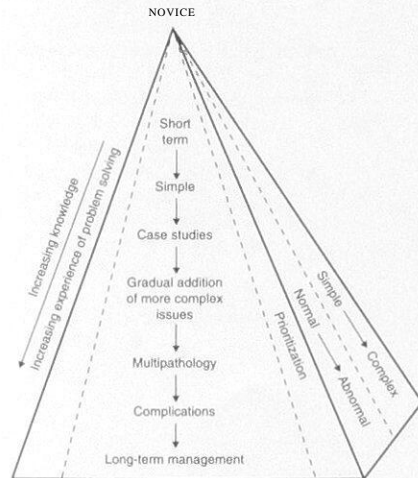 NOVICE
Short
term
Simple
Case studies
Gradual addition
of more complex
issues
Multipathology
Complications
Long-term management
Increasing knowledge
Increasing experience of problem solving
Prioritization
Normal
Abnormal
Simple
Complex